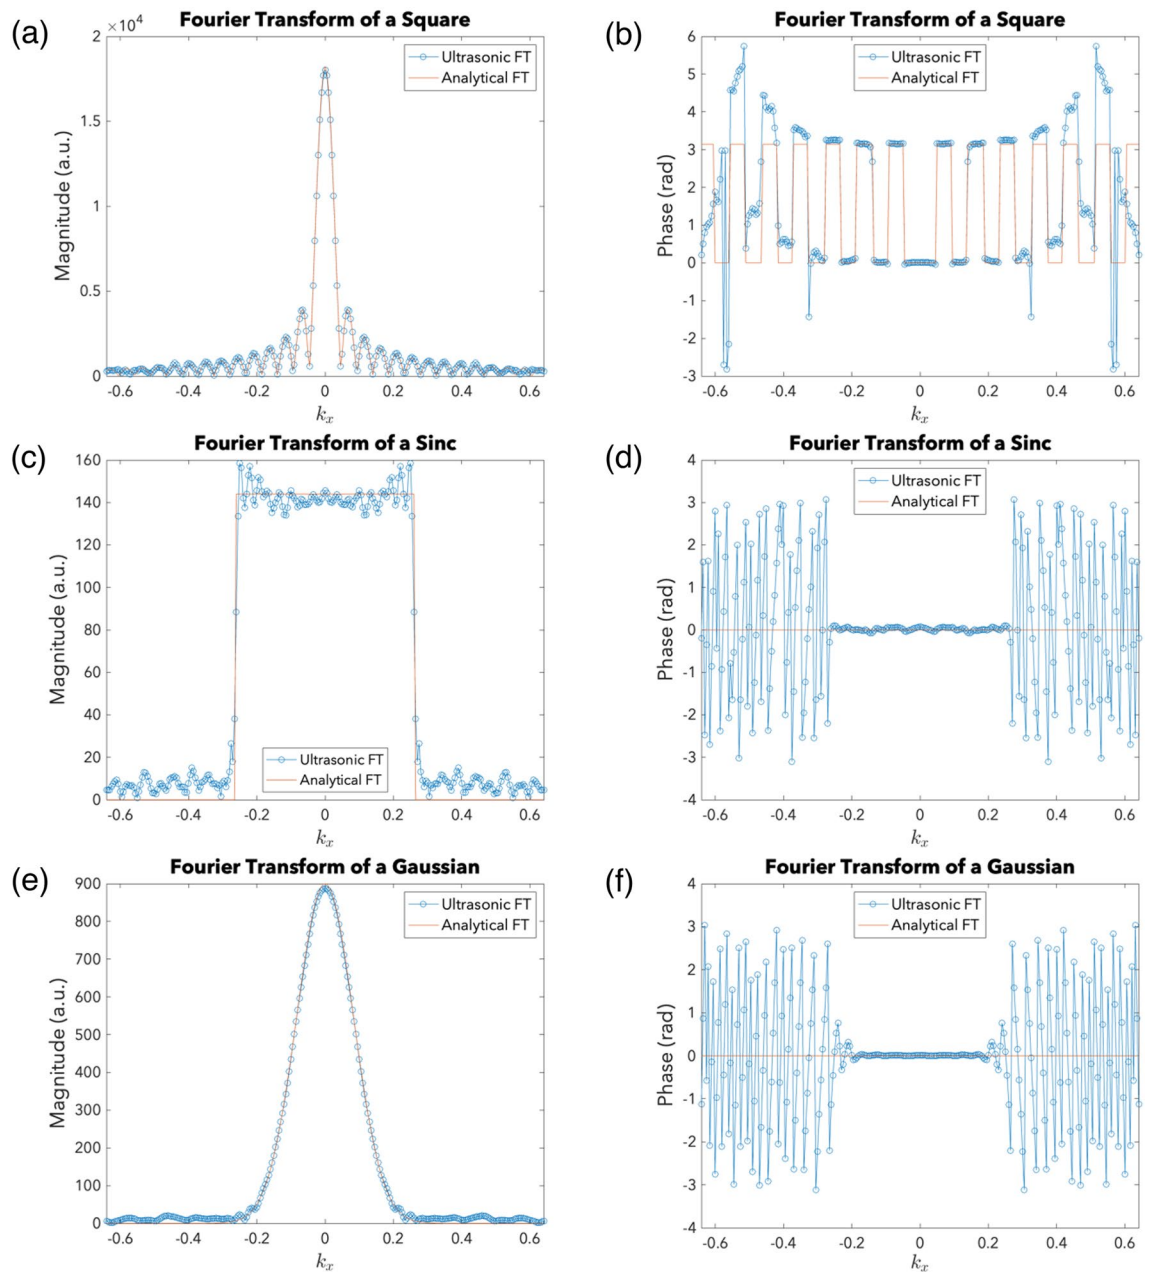 (a)
Fourier Transform of a Square
×10⁴
2
1.5
1
0.5
0
Magnitude (a.u.)
Ultrasonic FT
Analytical FT
-0.6 -0.4 -0.2 0 0.2 0.4 0.6
kₓ
(b)
Fourier Transform of a Square
6
5
4
3
2
1
0
-1
-2
-3
Phase (rad)
Ultrasonic FT
Analytical FT
-0.6 -0.4 -0.2 0 0.2 0.4 0.6
kₓ
(c)
Fourier Transform of a Sinc
160
140
120
100
80
60
40
20
0
Magnitude (a.u.)
Ultrasonic FT
Analytical FT
-0.6 -0.4 -0.2 0 0.2 0.4 0.6
kₓ
(d)
Fourier Transform of a Sinc
4
3
2
1
0
-1
-2
-3
-4
Phase (rad)
Ultrasonic FT
Analytical FT
-0.6 -0.4 -0.2 0 0.2 0.4 0.6
kₓ
(e)
Fourier Transform of a Gaussian
900
800
700
600
500
400
300
200
100
0
Magnitude (a.u.)
Ultrasonic FT
Analytical FT
-0.6 -0.4 -0.2 0 0.2 0.4 0.6
kₓ
(f)
Fourier Transform of a Gaussian
4
3
2
1
0
-1
-2
-3
-4
Phase (rad)
Ultrasonic FT
Analytical FT
-0.6 -0.4 -0.2 0 0.2 0.4 0.6
kₓ